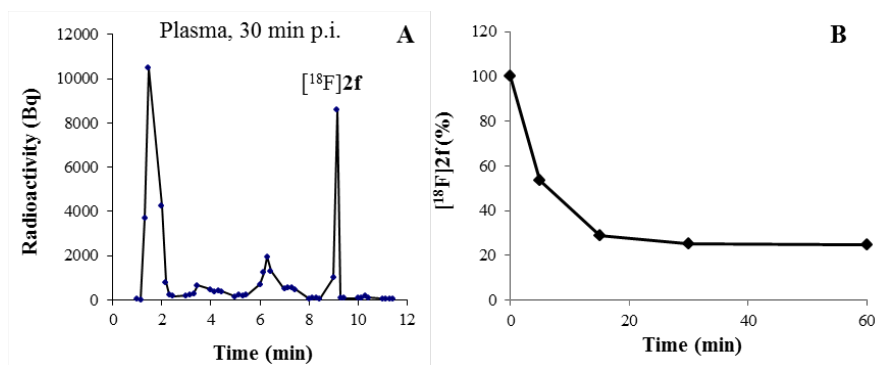 Plasma, 30 min p.i.
A
[¹⁸F]2f
Radioactivity (Bq)
12000
10000
8000
6000
4000
2000
0
0 2 4 6 8 10 12
Time (min)
B
[¹⁸F]2f (%)
120
100
80
60
40
20
0
0 20 40 60
Time (min)